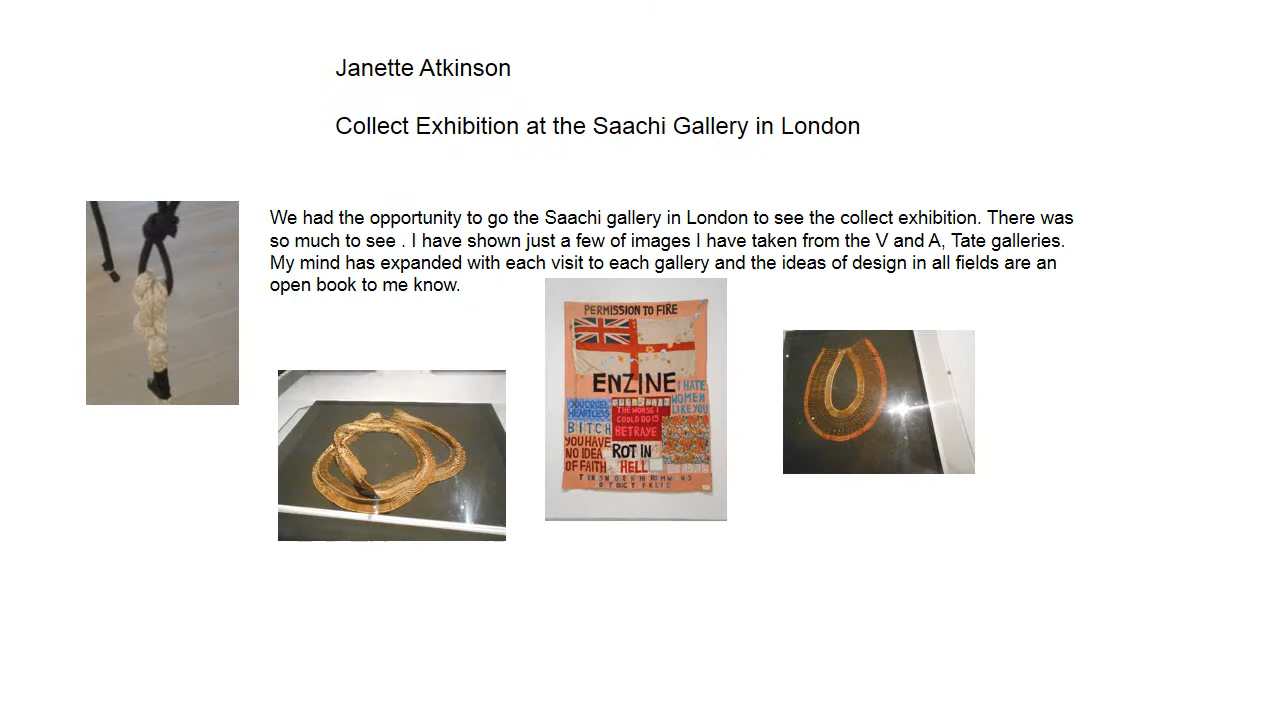 Janette Atkinson
Collect Exhibition at the Saachi Gallery in London
We had the opportunity to go the Saachi gallery in London to see the collect exhibition. There was
so much to see . I have shown just a few of images I have taken from the V and A, Tate galleries.
My mind has expanded with each visit to each gallery and the ideas of design in all fields are an
open book to me know.
PERMISSION TO FIRE
ENZINE
I HATE
WOMEN
LIKE YOU
YOU CRUEL
HEARTLESS
BITCH
THE WORSE I
COULD DO IS
BETRAYE
YOU HAVE
NO IDEA
OF FAITH
ROT IN
HELL